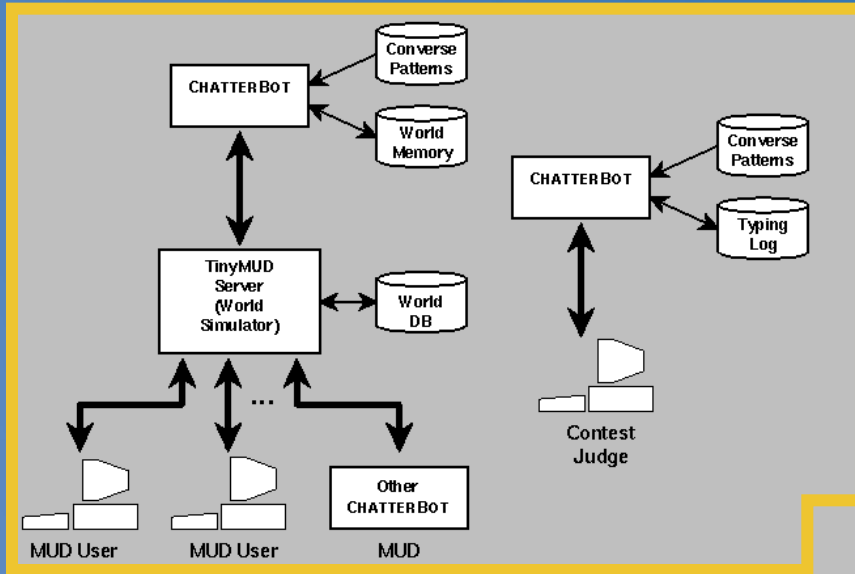 Converse
Patterns
CHATTERBOT
World
Memory
TinyMUD
Server
(World
Simulator)
World
DB
...
MUD User
MUD User
Other
CHATTERBOT
MUD
Converse
Patterns
CHATTERBOT
Typing
Log
Contest
Judge